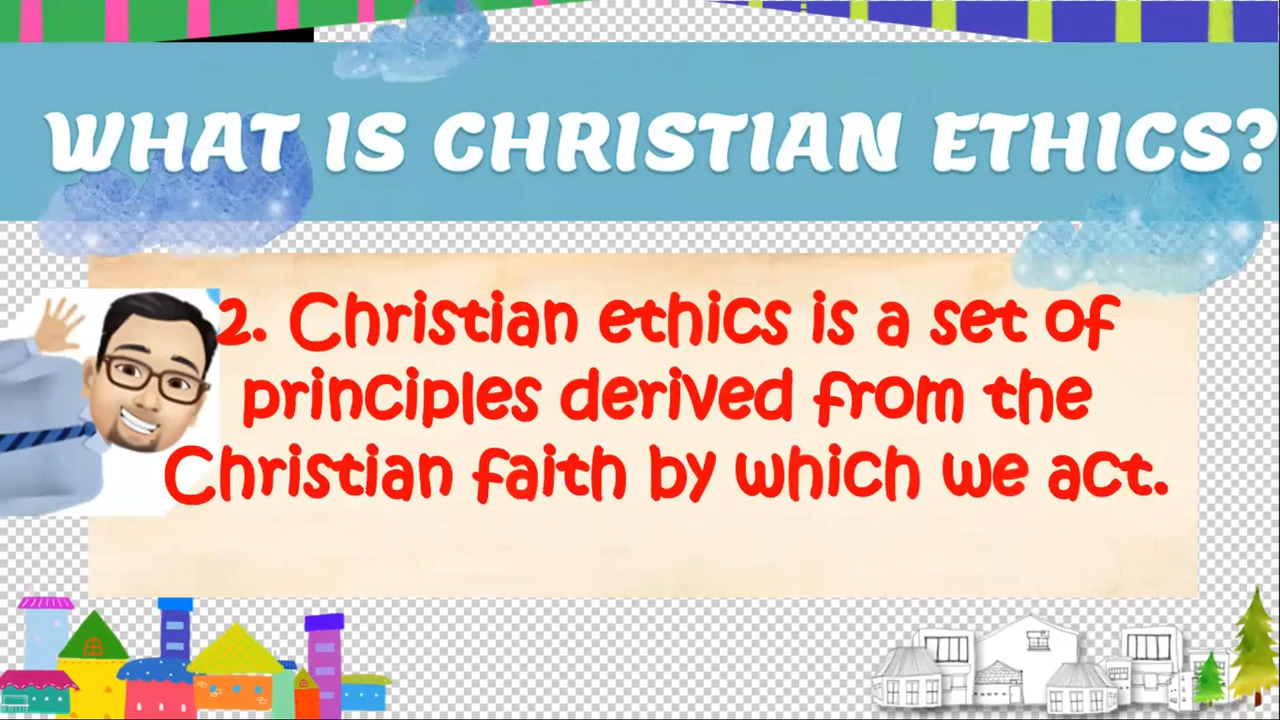 WHAT IS CHRISTIAN ETHICS?
2. Christian ethics is a set of
principles derived from the
Christian faith by which we act.